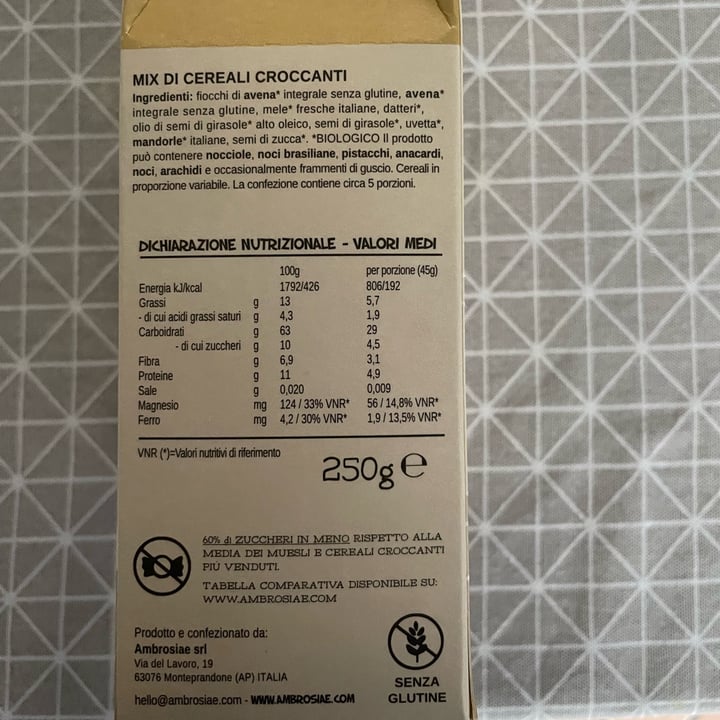 MIX DI CEREALI CROCCANTI
Ingredienti: fiocchi di avena* integrale senza glutine, avena*
integrale senza glutine, mele* fresche italiane, datteri*,
olio di semi di girasole* alto oleico, semi di girasole*, uvetta*,
mandorle* italiane, semi di zucca*. *BIOLOGICO Il prodotto
può contenere nocciole, noci brasiliane, pistacchi, anacardi,
noci, arachidi e occasionalmente frammenti di guscio. Cereali in
proporzione variabile. La confezione contiene circa 5 porzioni.
DICHIARAZIONE NUTRIZIONALE - VALORI MEDI
100g per porzione (45g)
Energia kJ/kcal 1792/426 806/192
Grassi g 13 5,7
- di cui acidi grassi saturi g 4,3 1,9
Carboidrati g 63 29
- di cui zuccheri g 10 4,5
Fibra g 6,9 3,1
Proteine g 11 4,9
Sale g 0,020 0,009
Magnesio mg 124 / 33% VNR* 56 / 14,8% VNR*
Ferro mg 4,2 / 30% VNR* 1,9 / 13,5% VNR*
VNR (*)=Valori nutritivi di riferimento
250g e
60% di ZUCCHERI IN MENO RISPETTO ALLA
MEDIA DEI MUESLI E CEREALI CROCCANTI
PIÙ VENDUTI.
TABELLA COMPARATIVA DISPONIBILE SU:
WWW.AMBROSIAE.COM
Prodotto e confezionato da:
Ambrosiae srl
Via del Lavoro, 19
63076 Monteprandone (AP) ITALIA
hello@ambrosiae.com - WWW.AMBROSIAE.COM
SENZA
GLUTINE